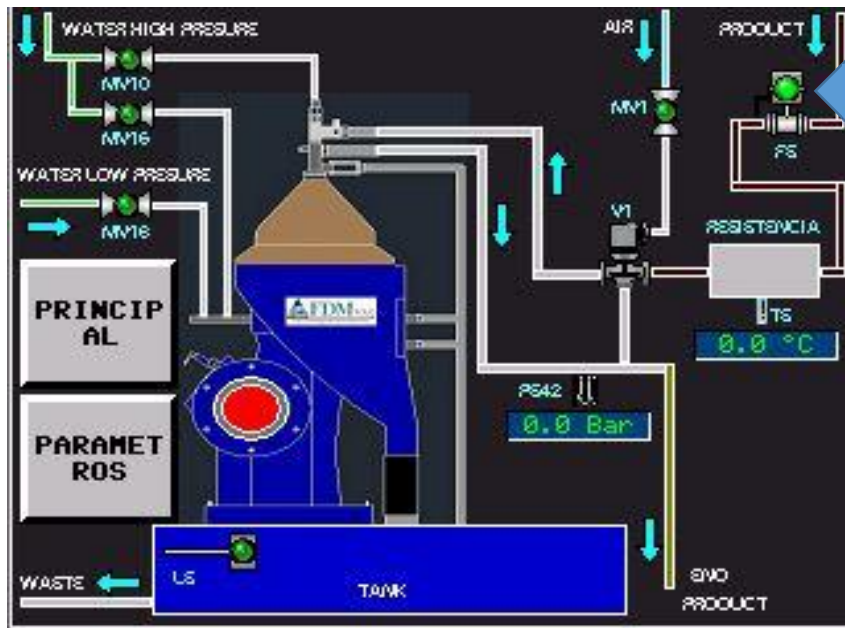 WATER HIGH PRESURE
AIR
PRODUCT
MV10
MV1
MV16
FS
WATER LOW PRESURE
MV16
V1
RESISTENCIA
PRINCIP
AL
TS
0.0 °C
PS42
0.0 Bar
PARAMET
ROS
LS
TANK
WASTE
END
PRODUCT